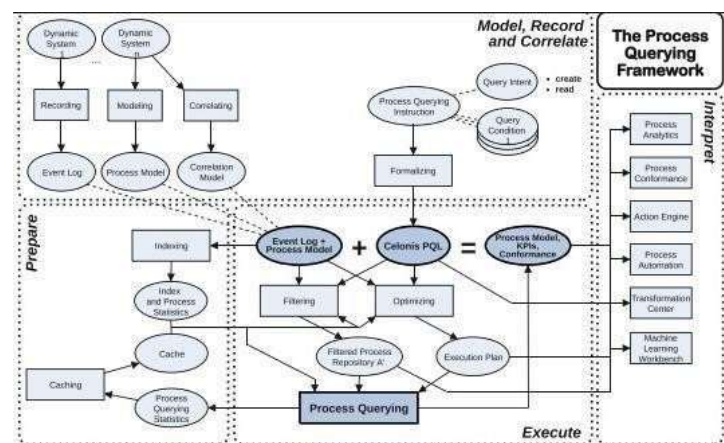 Dynamic
System
1
...
Dynamic
System
n
Model, Record
and Correlate
The Process
Querying
Framework
Query Intent
• create
• read
Recording
Modeling
Correlating
Process Querying
Instruction
Query
Condition
1
Interpret
Process
Analytics
Event Log
Process Model
Correlation
Model
Formalizing
Process
Conformance
Prepare
Action Engine
Indexing
Event Log +
Process Model
+
Celonis PQL
=
Process Model,
KPIs,
Conformance
Process
Automation
Index
and Process
Statistics
Filtering
Optimizing
Transformation
Center
Cache
Filtered Process
Repository A'
Execution Plan
Machine
Learning
Workbench
Caching
Process
Querying
Statistics
Process Querying
Execute